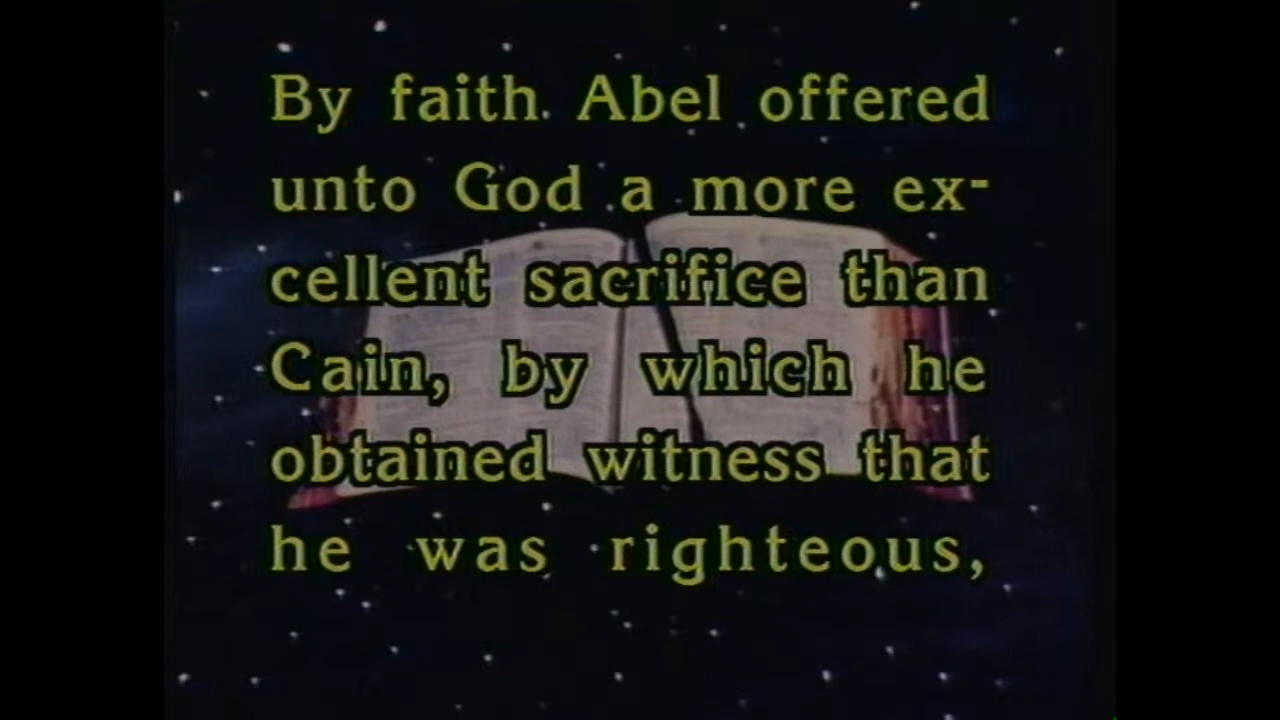 By faith Abel offered
unto God a more ex-
cellent sacrifice than
Cain, by which he
obtained witness that
he was righteous,